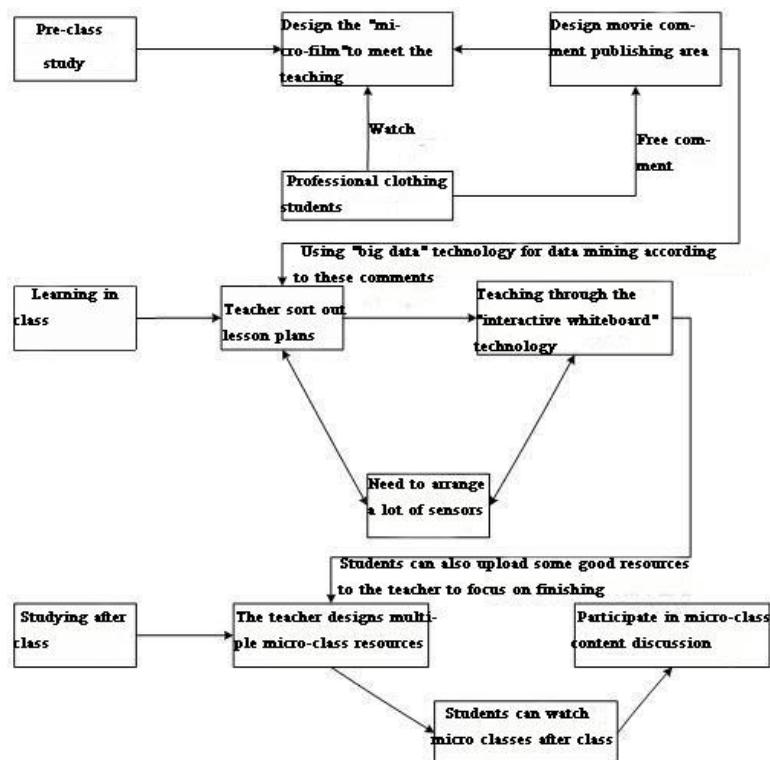 Pre-class
study
Design the "mi-
cro-film"to meet the
teaching
Design movie com-
ment publishing area
Watch
Free com-
ment
Professional clothing
students
Using "big data" technology for data mining according
to these comments
Learning in
class
Teacher sort out
lesson plans
Teaching through the
"interactive whiteboard"
technology
Need to arrange
a lot of sensors
Students can also upload some good resources
to the teacher to focus on finishing
Studying after
class
The teacher designs multi-
ple micro-class resources
Participate in micro-class
content discussion
Students can watch
micro classes after class